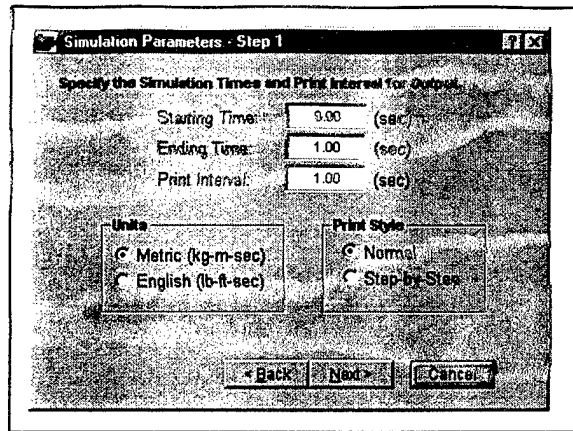 Simulation Parameters - Step 1
Specify the Simulation Times and Print Interval for Output.
Starting Time: 0.00 (sec)
Ending Time: 1.00 (sec)
Print Interval: 1.00 (sec)
Units
Metric (kg-m-sec)
English (lb-ft-sec)
Print Style
Normal
Step-by-Step
< Back Next > Cancel